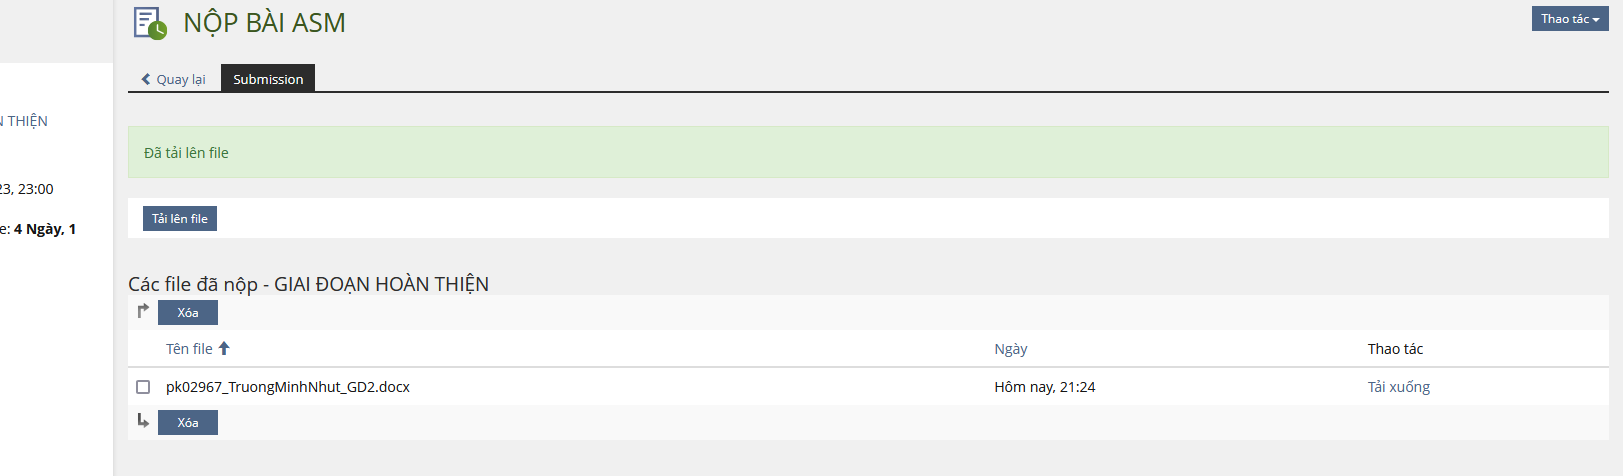 NỘP BÀI ASM
Thao tác
Quay lại
Submission
THIỆN
23, 23:00
e: 4 Ngày, 1
Đã tải lên file
Tải lên file
Các file đã nộp - GIAI ĐOẠN HOÀN THIỆN
Xóa
Tên file Ngày Thao tác
pk02967_TruongMinhNhut_GD2.docx Hôm nay, 21:24 Tải xuống
Xóa